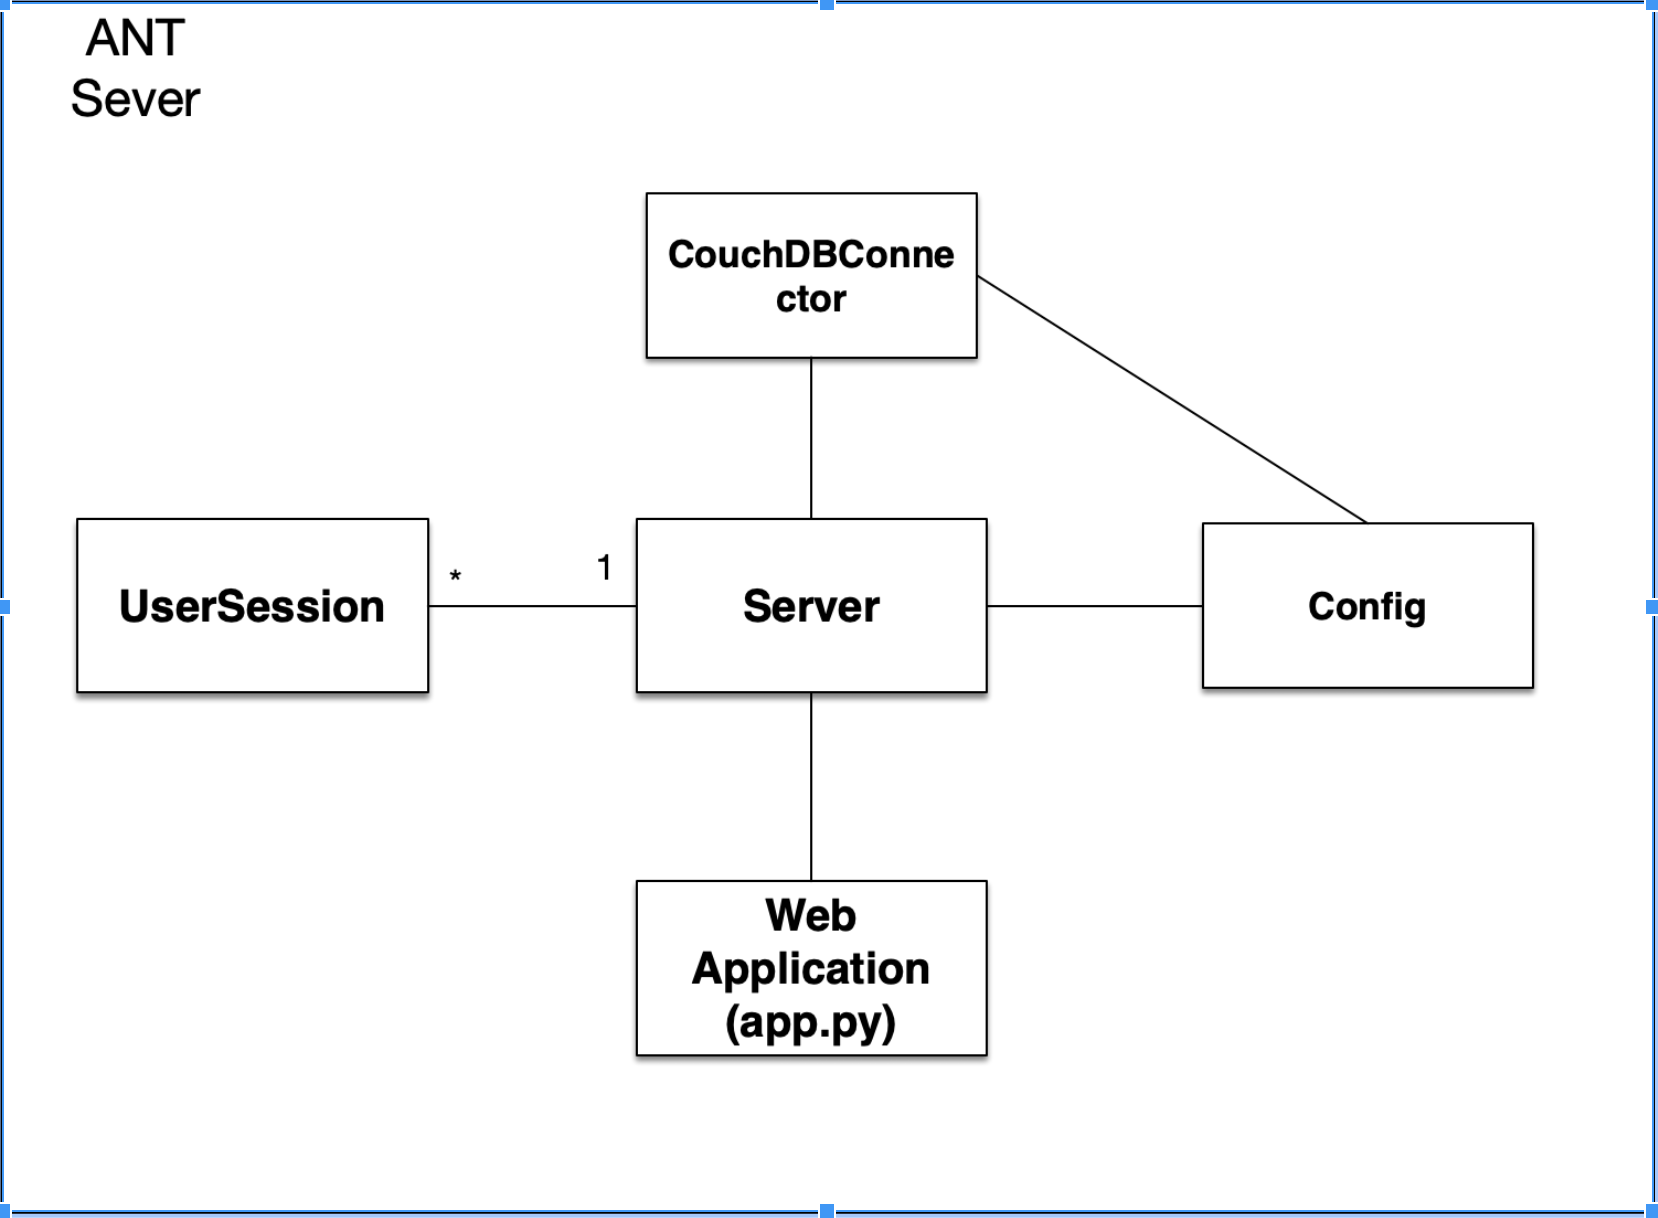 ANT
Sever
CouchDBConne
ctor
* 1
UserSession Server Config
Web
Application
(app.py)